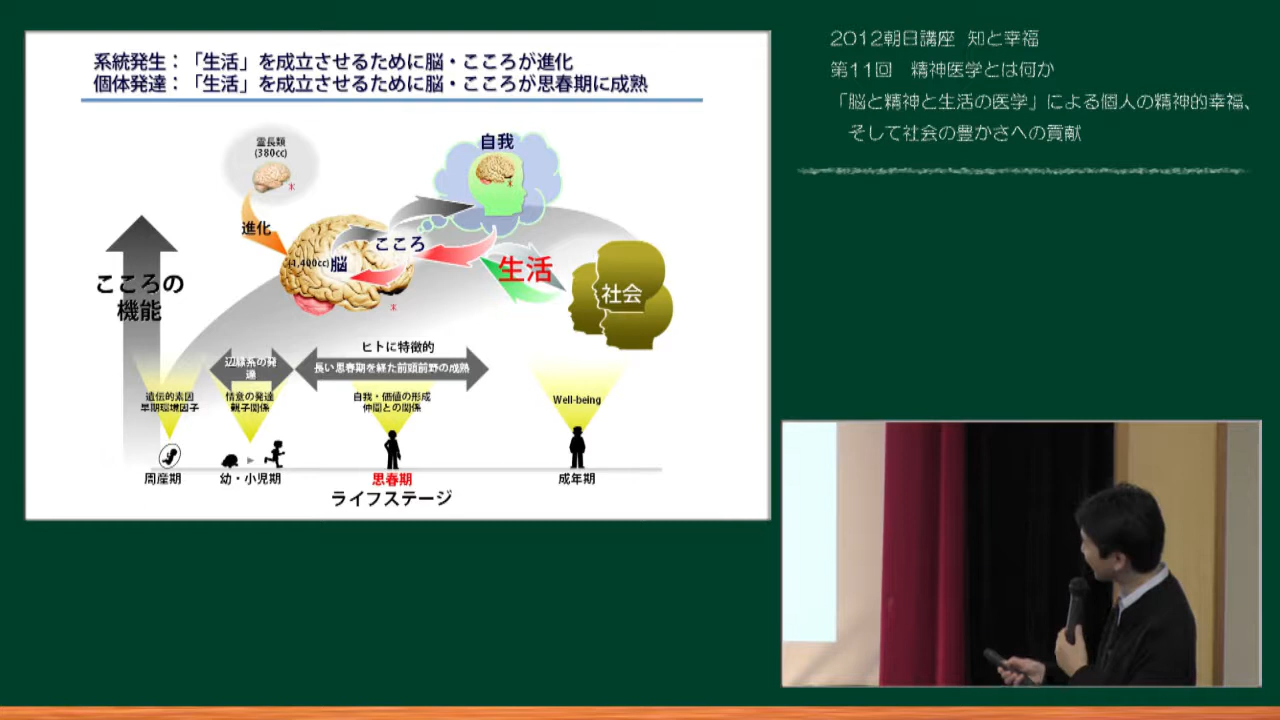 系統発生：「生活」を成立させるために脳・こころが進化
個体発達：「生活」を成立させるために脳・こころが思春期に成熟
霊長類
(380cc)
※
自我
※
進化
こころ
(1,400cc)
脳
※
生活
社会
こころの
機能
ヒトに特徴的
辺縁系の発
達
長い思春期を経た前頭前野の成熟
遺伝的素因
早期環境因子
情意の発達
親子関係
自我・価値の形成
仲間との関係
Well-being
周産期
幼・小児期
思春期
成年期
ライフステージ
2012朝日講座 知と幸福
第11回 精神医学とは何か
「脳と精神と生活の医学」による個人の精神的幸福、
そして社会の豊かさへの貢献